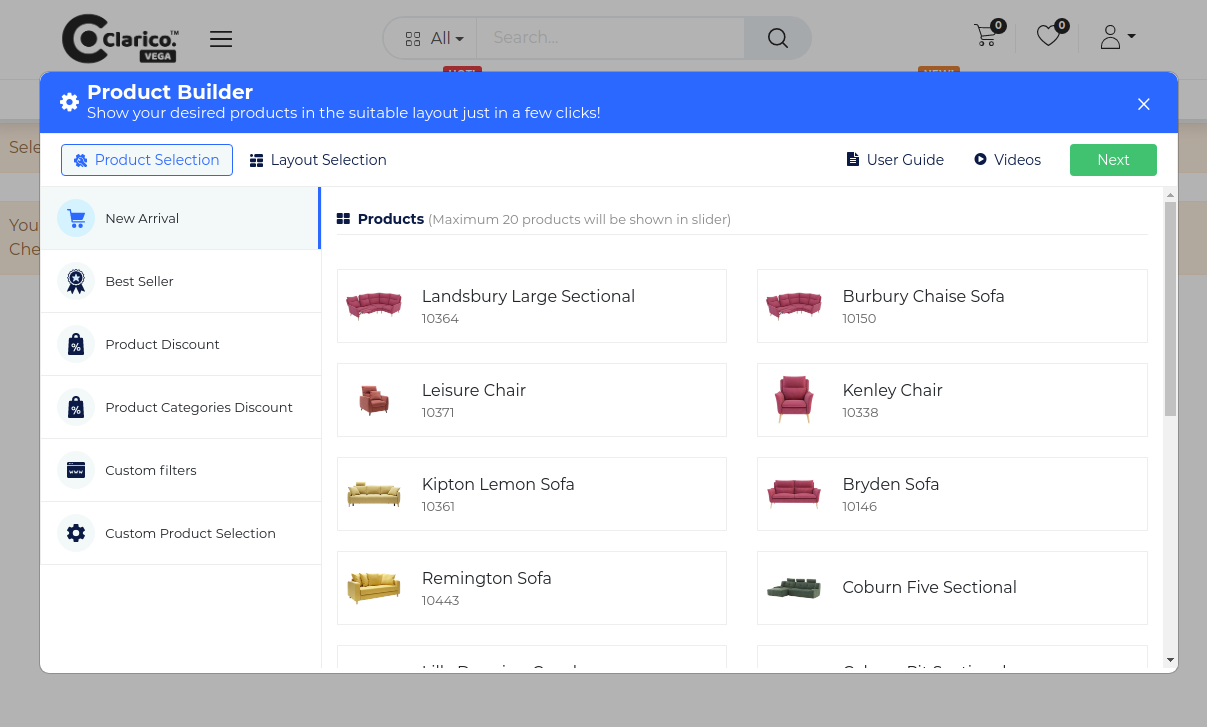 Clarico.™
VEGA
All
Search...
0
0
Product Builder
Show your desired products in the suitable layout just in a few clicks!
Product Selection
Layout Selection
User Guide
Videos
Next
Sele
You
Che
New Arrival
Best Seller
%
Product Discount
%
Product Categories Discount
www
Custom filters
Custom Product Selection
Products (Maximum 20 products will be shown in slider)
Landsbury Large Sectional
10364
Burbury Chaise Sofa
10150
Leisure Chair
10371
Kenley Chair
10338
Kipton Lemon Sofa
10361
Bryden Sofa
10146
Remington Sofa
10443
Coburn Five Sectional